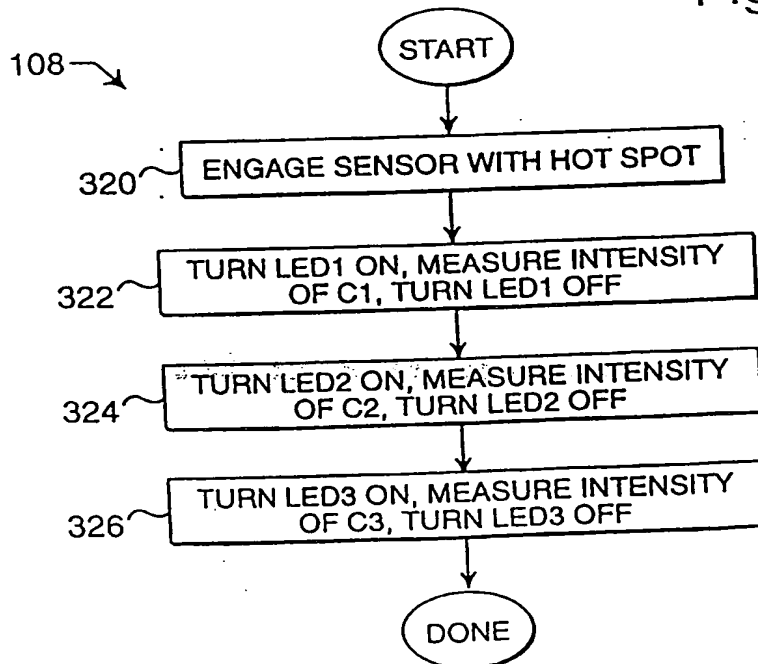 START
108
ENGAGE SENSOR WITH HOT SPOT
320
TURN LED1 ON, MEASURE INTENSITY
OF C1, TURN LED1 OFF
322
TURN LED2 ON, MEASURE INTENSITY
OF C2, TURN LED2 OFF
324
TURN LED3 ON, MEASURE INTENSITY
OF C3, TURN LED3 OFF
326
DONE